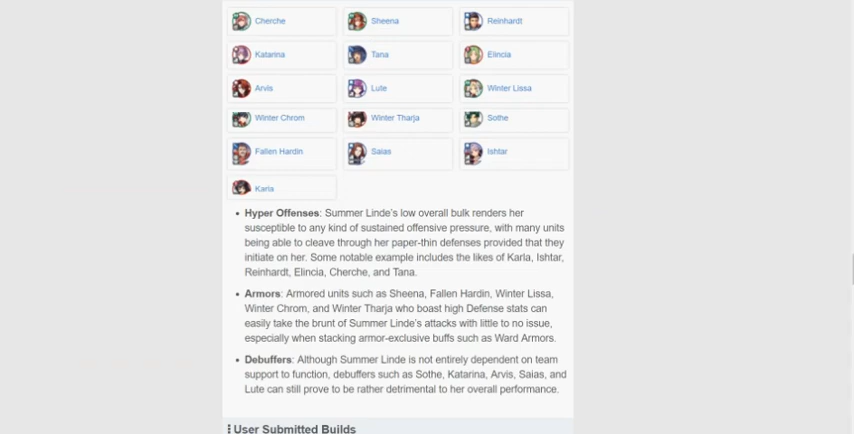 Cherche Sheena Reinhardt
Katarina Tana Elincia
Arvis Lute Winter Lissa
Winter Chrom Winter Tharja Sothe
Fallen Hardin Saias Ishtar
Karla
• Hyper Offenses: Summer Linde's low overall bulk renders her
susceptible to any kind of sustained offensive pressure, with many units
being able to cleave through her paper-thin defenses provided that they
initiate on her. Some notable example includes the likes of Karla, Ishtar,
Reinhardt, Elincia, Cherche, and Tana.
• Armors: Armored units such as Sheena, Fallen Hardin, Winter Lissa,
Winter Chrom, and Winter Tharja who boast high Defense stats can
easily take the brunt of Summer Linde's attacks with little to no issue,
especially when stacking armor-exclusive buffs such as Ward Armors.
• Debuffers: Although Summer Linde is not entirely dependent on team
support to function, debuffers such as Sothe, Katarina, Arvis, Saias, and
Lute can still prove to be rather detrimental to her overall performance.
User Submitted Builds